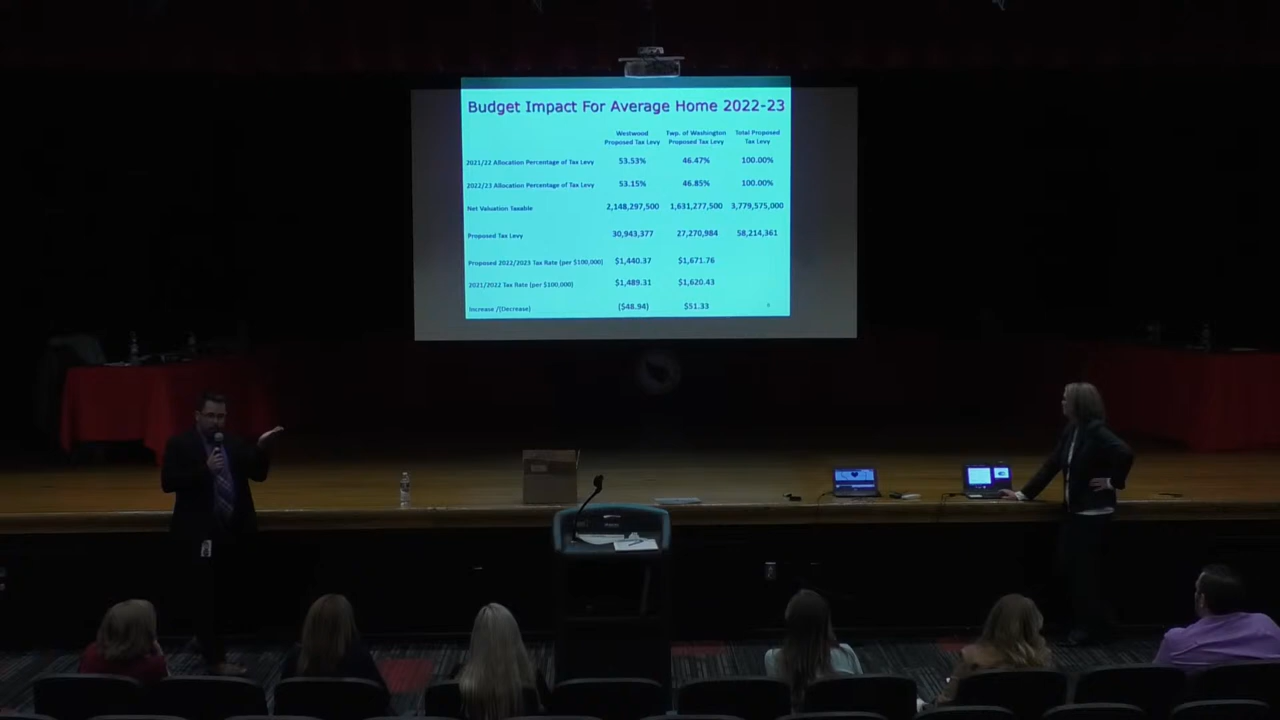 Budget Impact For Average Home 2022-23
Westwood Proposed Tax Levy Twp. of Washington Proposed Tax Levy Total Proposed Tax Levy
2021/22 Allocation Percentage of Tax Levy 53.53% 46.47% 100.00%
2022/23 Allocation Percentage of Tax Levy 53.15% 46.85% 100.00%
Net Valuation Taxable 2,148,297,500 1,631,277,500 3,779,575,000
Proposed Tax Levy 30,943,377 27,270,984 58,214,361
Proposed 2022/2023 Tax Rate (per $100,000) $1,440.37 $1,671.76
2021/2022 Tax Rate (per $100,000) $1,489.31 $1,620.43
Increase /(Decrease) ($48.94) $51.33